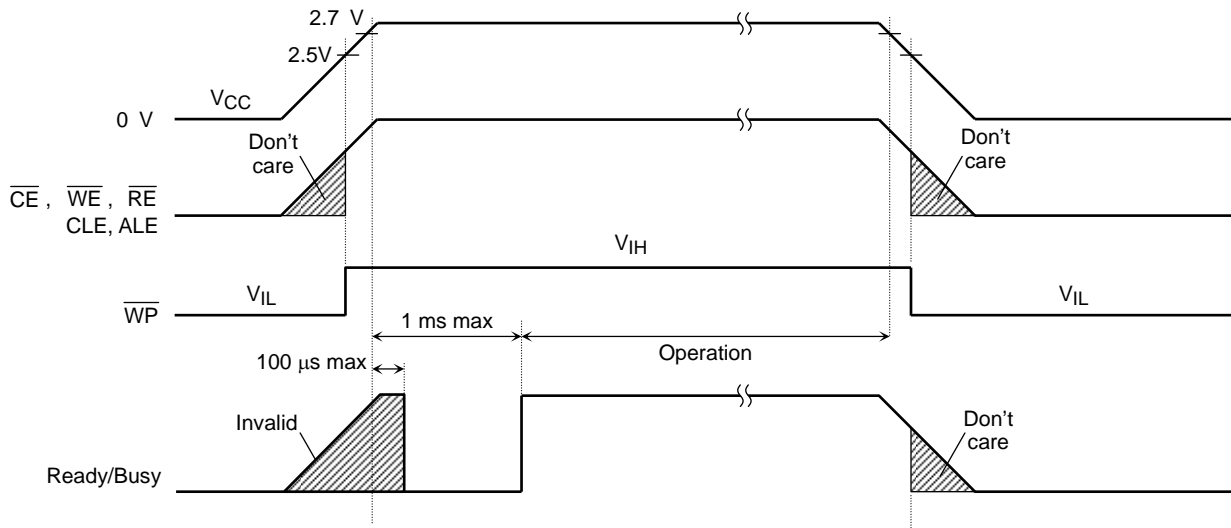 2.7 V
2.5V
VCC
0 V
Don't
care
Don't
care
CE , WE , RE
CLE, ALE
VIH
VIL
VIL
WP
1 ms max
Operation
100 μs max
Invalid
Don't
care
Ready/Busy